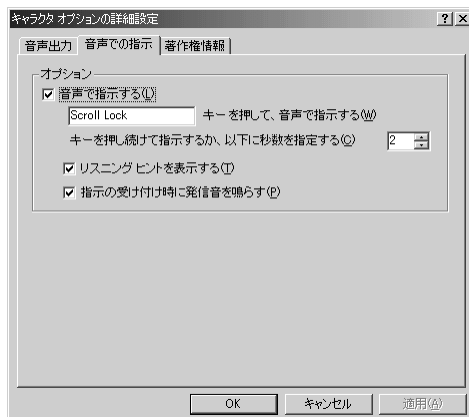 キャラクタ オプションの詳細設定
音声出力 音声での指示 著作権情報
オプション
音声で指示する(L)
Scroll Lock キーを押して、音声で指示する(W)
キーを押し続けて指示するか、以下に秒数を指定する(C) 2
リスニング ヒントを表示する(T)
指示の受け付け時に発信音を鳴らす(P)
OK キャンセル 適用(A)